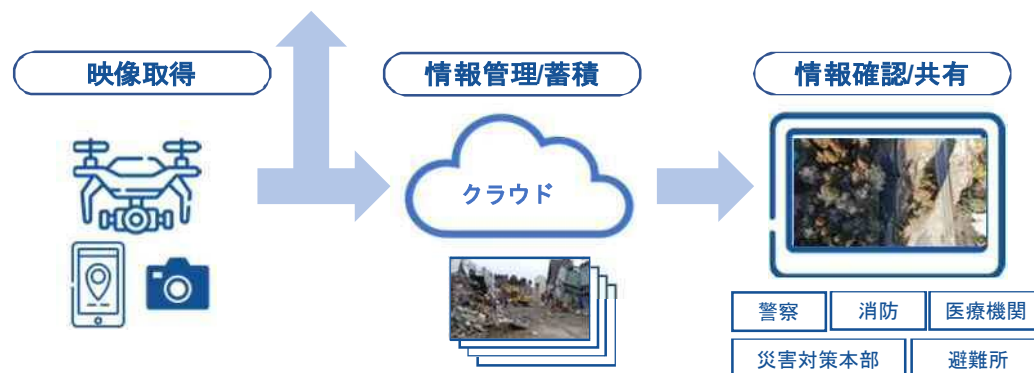 映像取得
情報管理/蓄積
情報確認/共有
クラウド
警察
消防
医療機関
災害対策本部
避難所